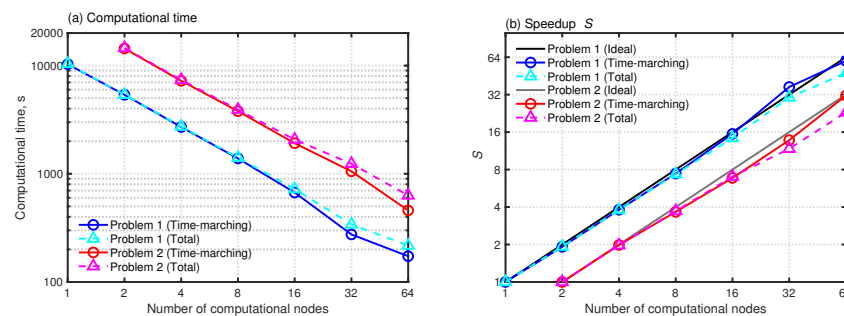 (a) Computational time
20000
10000
1000
100
Computational time, s
Problem 1 (Time-marching)
Problem 1 (Total)
Problem 2 (Time-marching)
Problem 2 (Total)
1 2 4 8 16 32 64
Number of computational nodes
(b) Speedup S
64
32
16
8
4
2
1
S
Problem 1 (Ideal)
Problem 1 (Time-marching)
Problem 1 (Total)
Problem 2 (Ideal)
Problem 2 (Time-marching)
Problem 2 (Total)
1 2 4 8 16 32 6
Number of computational nodes